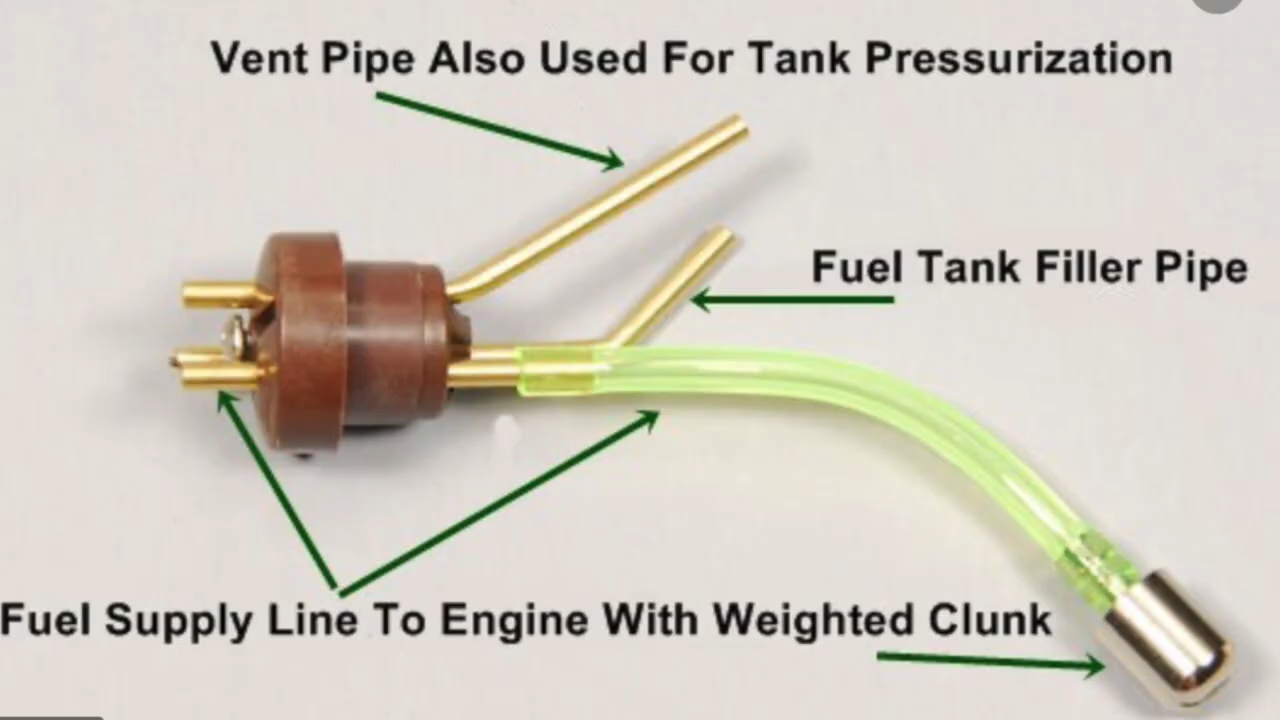 Vent Pipe Also Used For Tank Pressurization
Fuel Tank Filler Pipe
Fuel Supply Line To Engine With Weighted Clunk